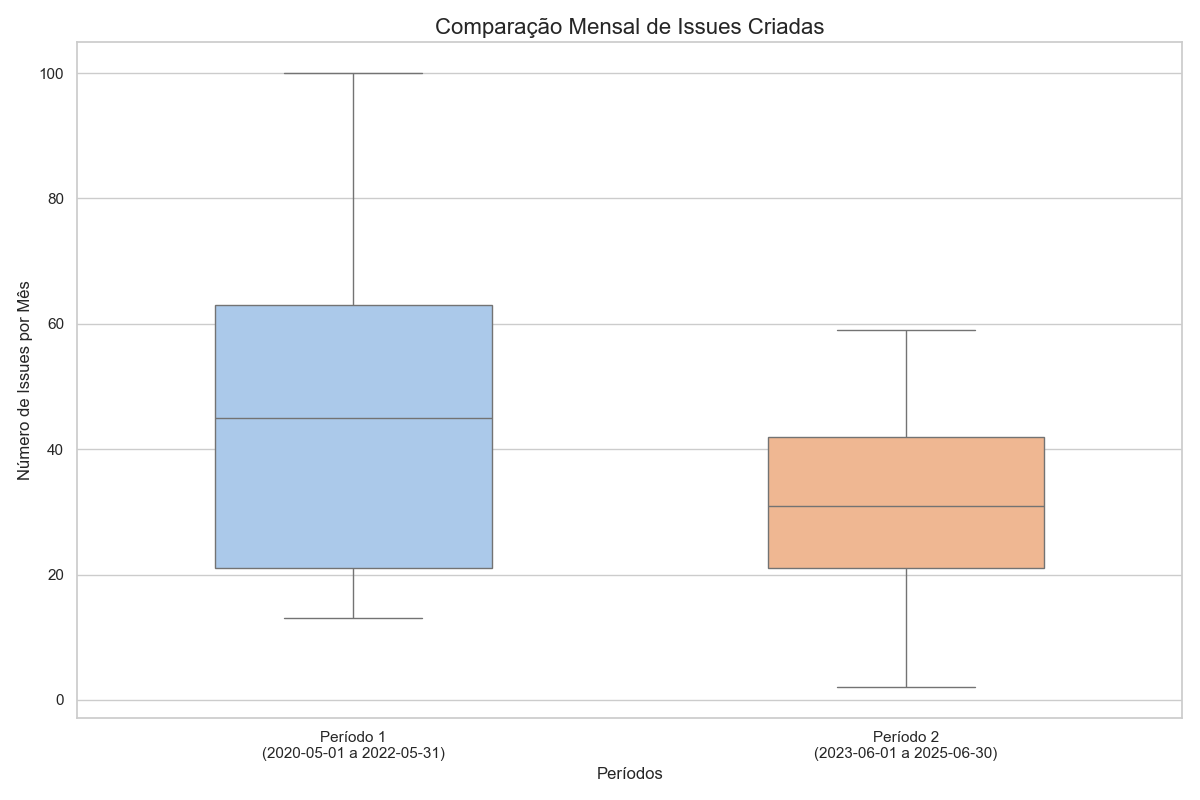 Comparação Mensal de Issues Criadas
Número de Issues por Mês
100
80
60
40
20
0
Período 1
(2020-05-01 a 2022-05-31)
Período 2
(2023-06-01 a 2025-06-30)
Períodos